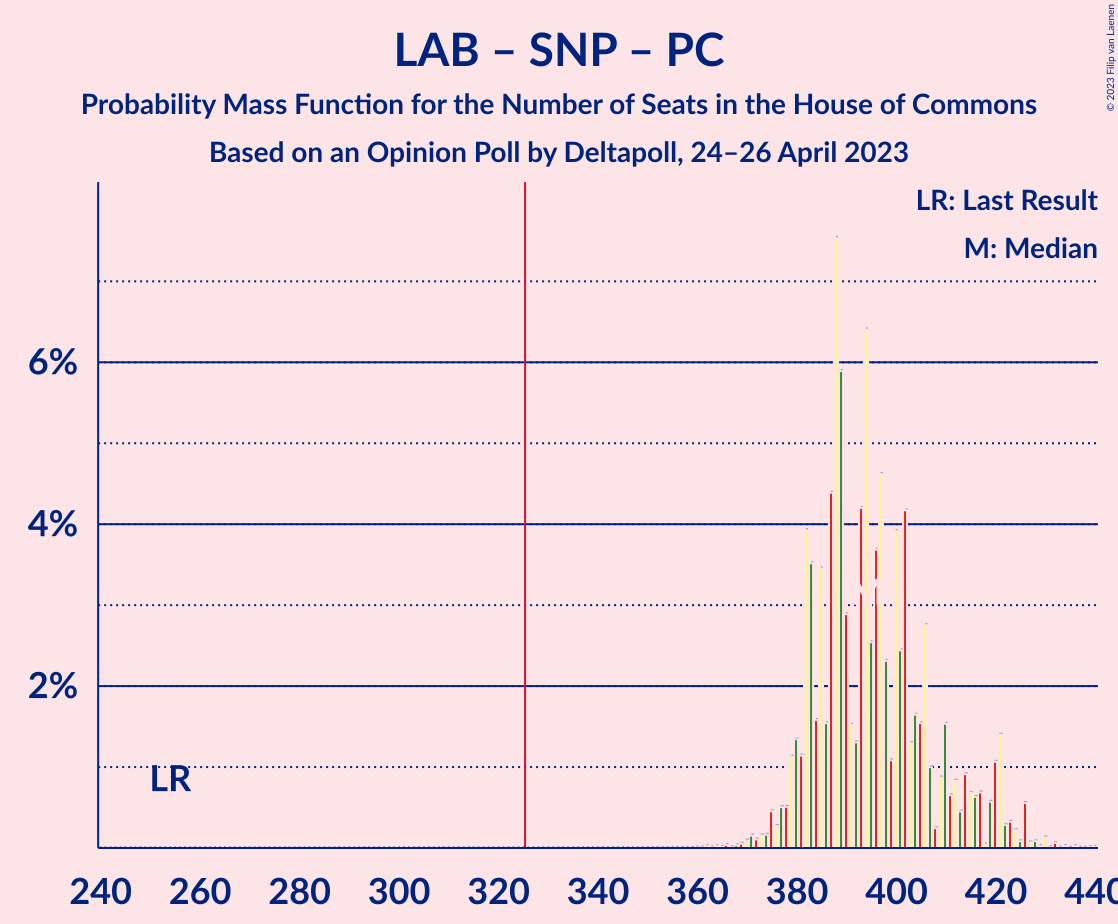 LAB – SNP – PC
Probability Mass Function for the Number of Seats in the House of Commons
Based on an Opinion Poll by Deltapoll, 24–26 April 2023
© 2023 Filip van Laenen
LR: Last Result
M: Median
6%
4%
2%
LR
240 260 280 300 320 340 360 380 400 420 440